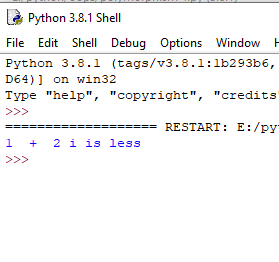 Python 3.8.1 Shell
File Edit Shell Debug Options Window Help
Python 3.8.1 (tags/v3.8.1:1b293b6,
D64)] on win32
Type "help", "copyright", "credits"
>>>
=================== RESTART: E:/py
1  +  2 i is less
>>>